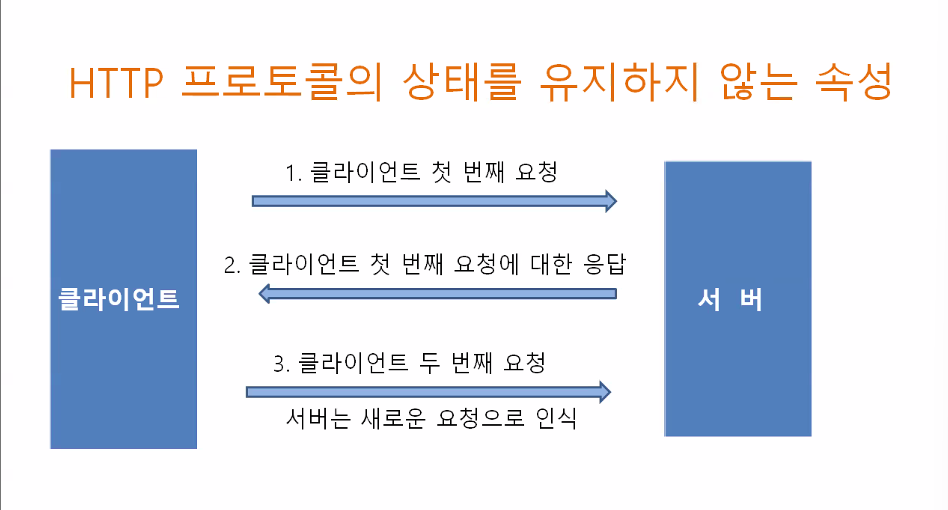 HTTP 프로토콜의 상태를 유지하지 않는 속성
1. 클라이언트 첫 번째 요청
2. 클라이언트 첫 번째 요청에 대한 응답
클라이언트
서 버
3. 클라이언트 두 번째 요청
서버는 새로운 요청으로 인식